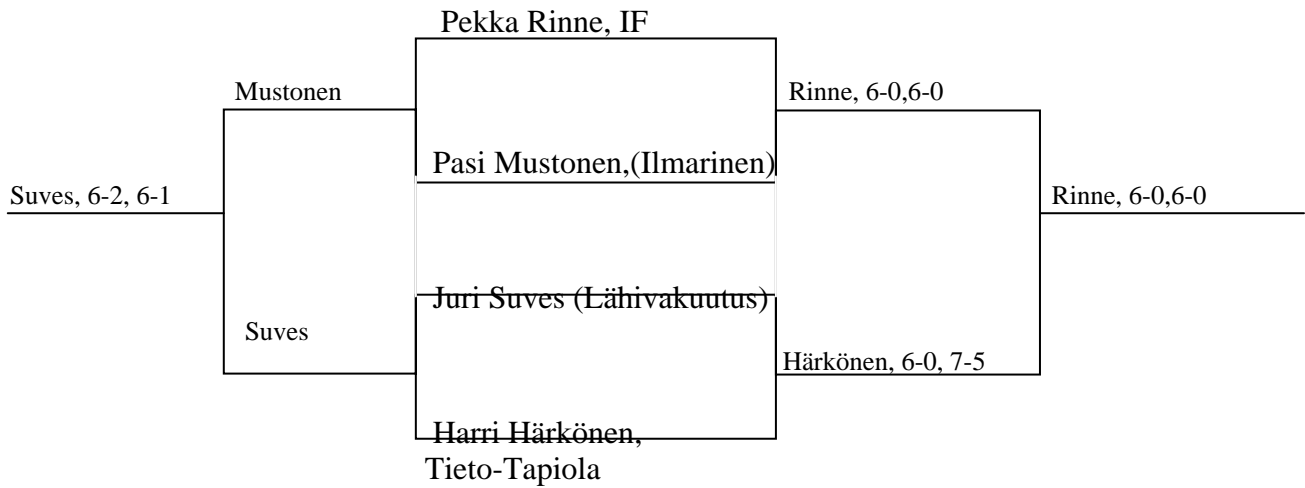 Pekka Rinne, IF
Mustonen
Rinne, 6-0,6-0
Pasi Mustonen,(Ilmarinen)
Suves, 6-2, 6-1
Rinne, 6-0,6-0
Juri Suves (Lähivakuutus)
Suves
Härkönen, 6-0, 7-5
Harri Härkönen,
Tieto-Tapiola